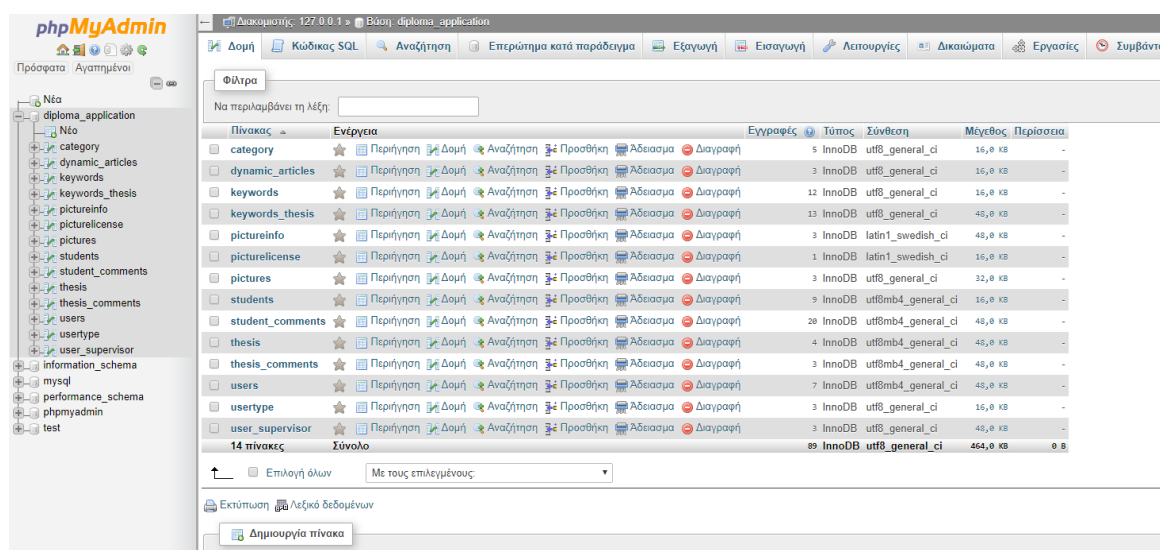 phpMyAdmin
Πρόσφατα Αγαπημένοι
Νέα
diploma_application
Νέο
category
dynamic_articles
keywords
keywords_thesis
pictureinfo
picturelicense
pictures
students
student_comments
thesis
thesis_comments
users
usertype
user_supervisor
information_schema
mysql
performance_schema
phpmyadmin
test
Διακομιστής: 127.0.0.1 » Βάση: diploma_application
Δομή Κώδικας SQL Αναζήτηση Επερώτημα κατά παράδειγμα Εξαγωγή Εισαγωγή Λειτουργίες Δικαιώματα Εργασίες Συμβάντ
Φίλτρα
Να περιλαμβάνει τη λέξη:
Πίνακας Ενέργεια Εγγραφές Τύπος Σύνθεση Μέγεθος Περίσσεια
category Περιήγηση Δομή Αναζήτηση Προσθήκη Άδειασμα Διαγραφή 5 InnoDB utf8_general_ci 16,0 KB -
dynamic_articles Περιήγηση Δομή Αναζήτηση Προσθήκη Άδειασμα Διαγραφή 3 InnoDB utf8_general_ci 16,0 KB -
keywords Περιήγηση Δομή Αναζήτηση Προσθήκη Άδειασμα Διαγραφή 12 InnoDB utf8_general_ci 16,0 KB -
keywords_thesis Περιήγηση Δομή Αναζήτηση Προσθήκη Άδειασμα Διαγραφή 13 InnoDB utf8_general_ci 48,0 KB -
pictureinfo Περιήγηση Δομή Αναζήτηση Προσθήκη Άδειασμα Διαγραφή 3 InnoDB latin1_swedish_ci 48,0 KB -
picturelicense Περιήγηση Δομή Αναζήτηση Προσθήκη Άδειασμα Διαγραφή 1 InnoDB latin1_swedish_ci 16,0 KB -
pictures Περιήγηση Δομή Αναζήτηση Προσθήκη Άδειασμα Διαγραφή 3 InnoDB utf8_general_ci 32,0 KB -
students Περιήγηση Δομή Αναζήτηση Προσθήκη Άδειασμα Διαγραφή 9 InnoDB utf8mb4_general_ci 16,0 KB -
student_comments Περιήγηση Δομή Αναζήτηση Προσθήκη Άδειασμα Διαγραφή 20 InnoDB utf8mb4_general_ci 48,0 KB -
thesis Περιήγηση Δομή Αναζήτηση Προσθήκη Άδειασμα Διαγραφή 4 InnoDB utf8mb4_general_ci 48,0 KB -
thesis_comments Περιήγηση Δομή Αναζήτηση Προσθήκη Άδειασμα Διαγραφή 3 InnoDB utf8mb4_general_ci 48,0 KB -
users Περιήγηση Δομή Αναζήτηση Προσθήκη Άδειασμα Διαγραφή 7 InnoDB utf8mb4_general_ci 48,0 KB -
usertype Περιήγηση Δομή Αναζήτηση Προσθήκη Άδειασμα Διαγραφή 3 InnoDB utf8_general_ci 16,0 KB -
user_supervisor Περιήγηση Δομή Αναζήτηση Προσθήκη Άδειασμα Διαγραφή 3 InnoDB utf8_general_ci 48,0 KB -
14 πίνακες Σύνολο 89 InnoDB utf8_general_ci 464,0 KB 0 B
Επιλογή όλων Με τους επιλεγμένους:
Εκτύπωση Λεξικό δεδομένων
Δημιουργία πίνακα